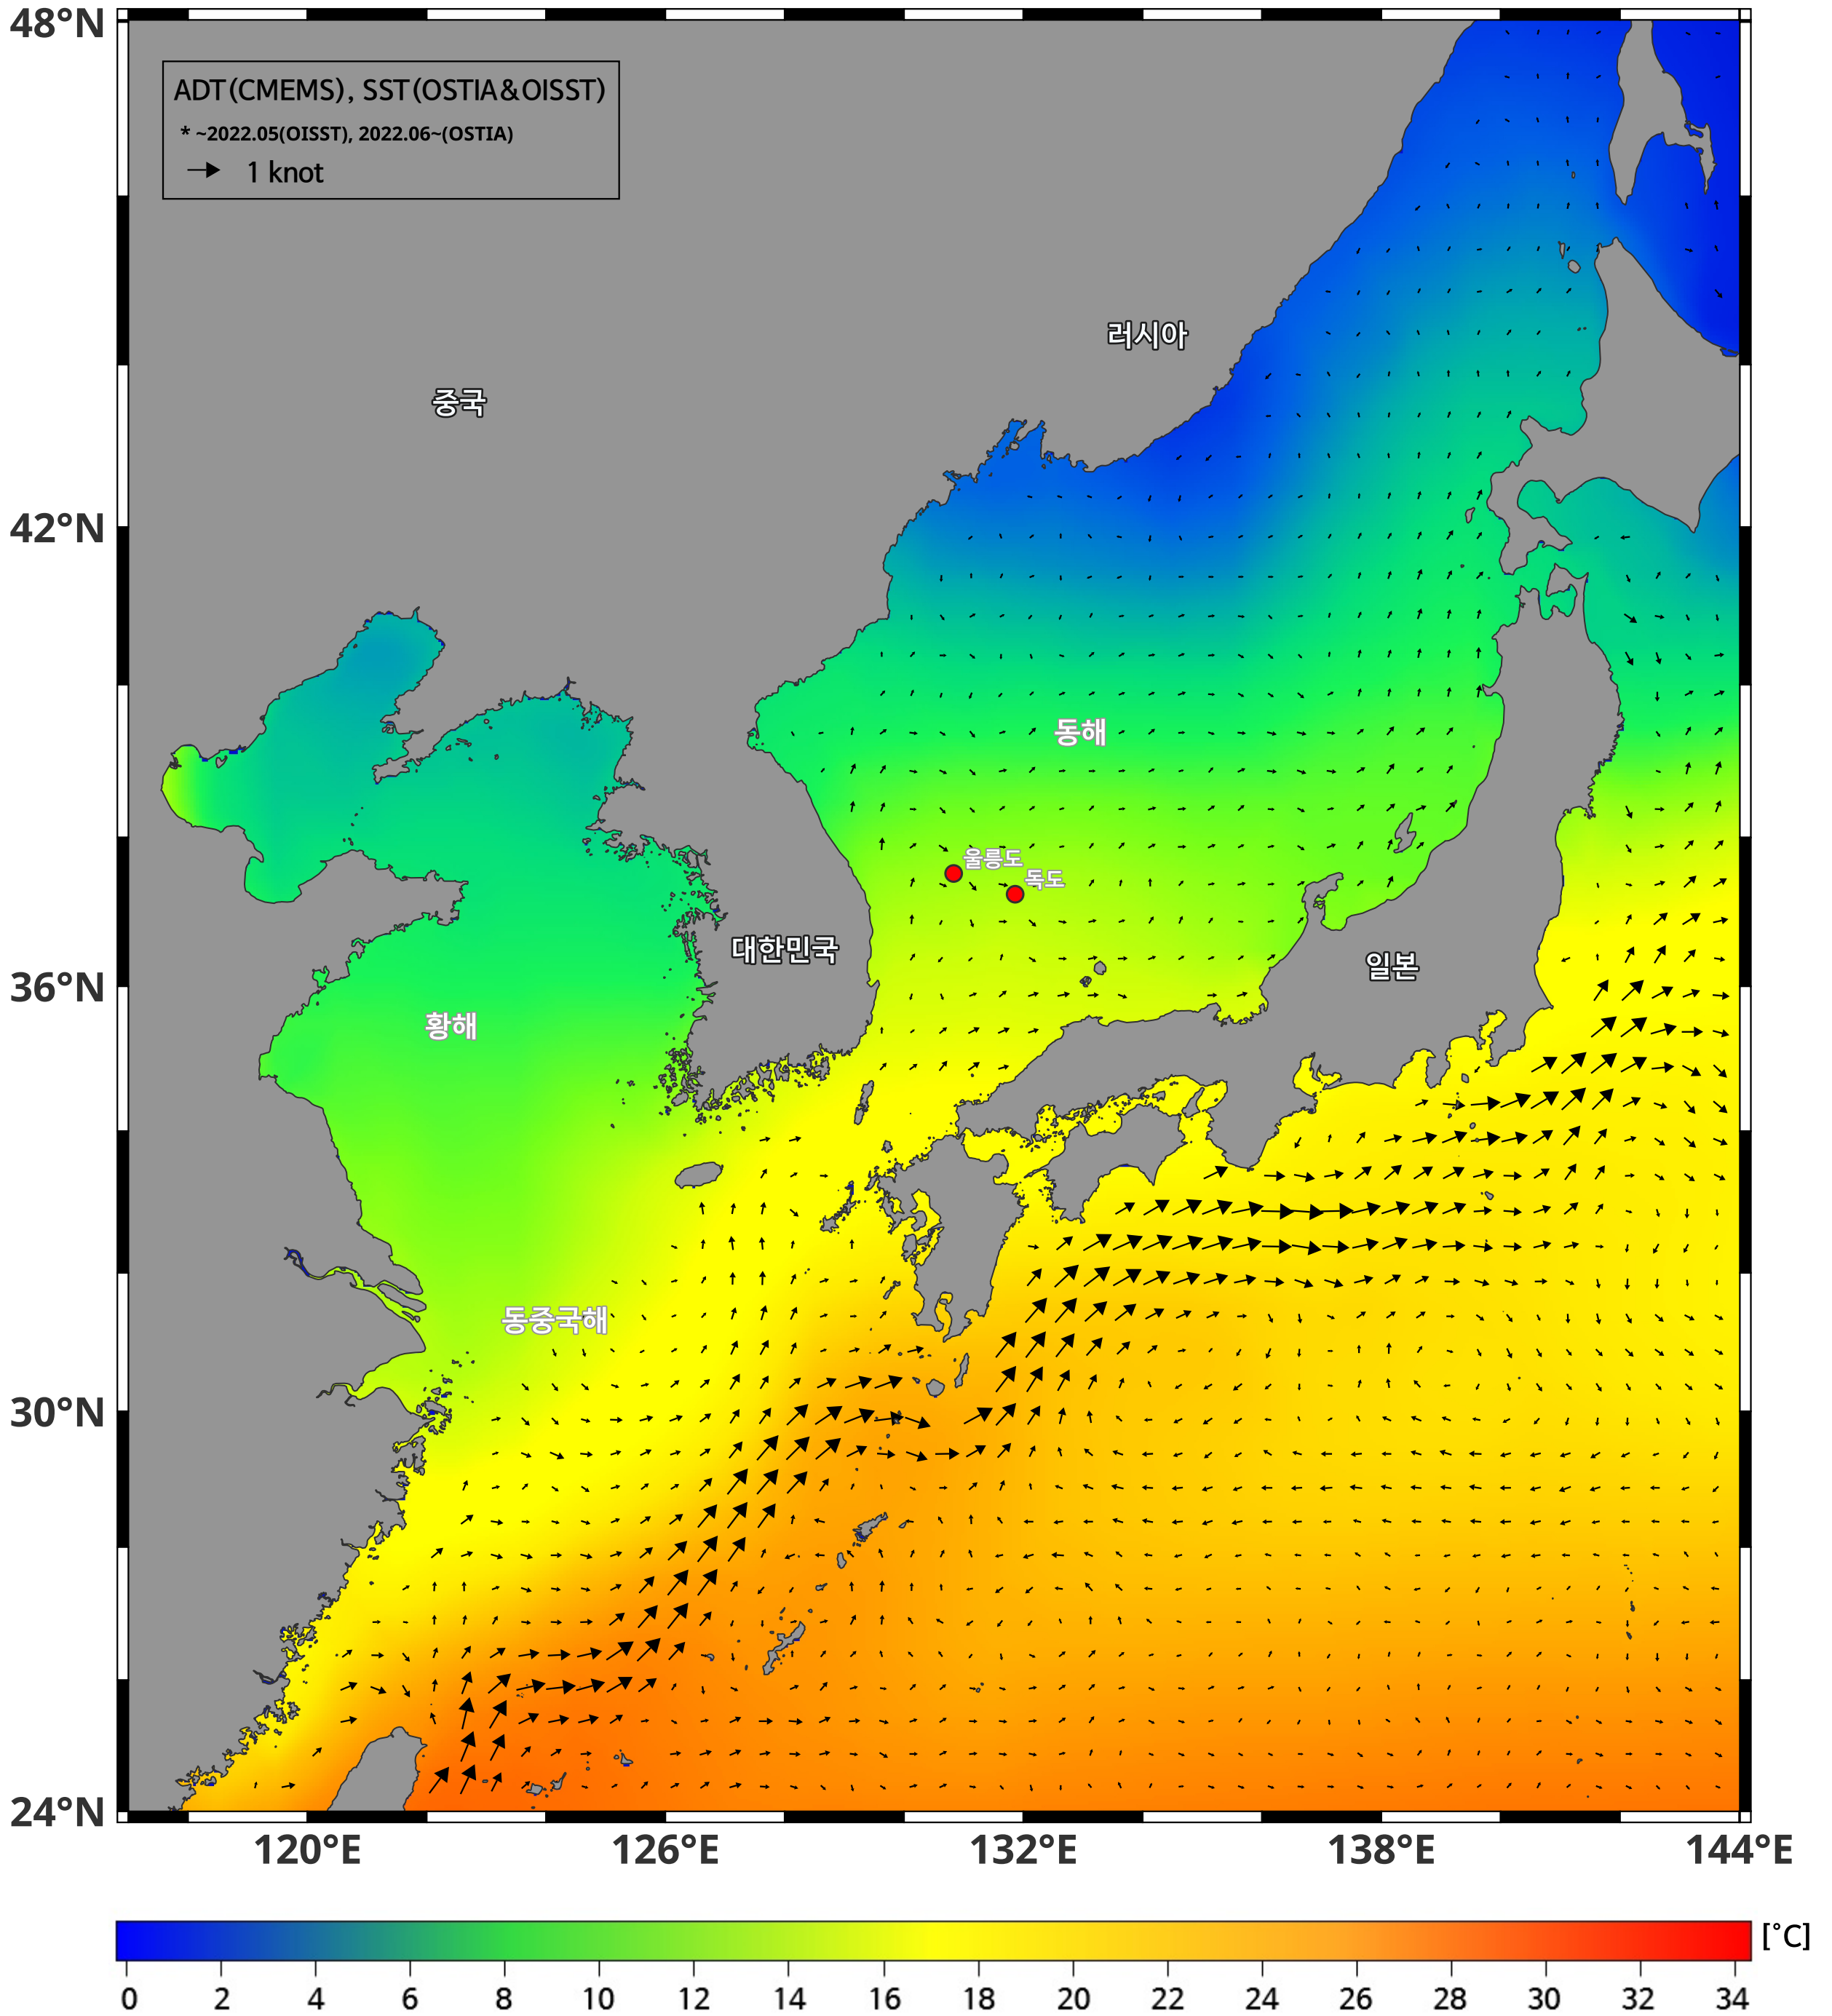 48°N
ADT(CMEMS), SST(OSTIA&OISST)
* ~2022.05(OISST), 2022.06~(OSTIA)
1 knot
러시아
중국
42°N
동해
울릉도
독도
대한민국
일본
36°N
황해
동중국해
30°N
24°N
120°E 126°E 132°E 138°E 144°E
[°C]
0 2 4 6 8 10 12 14 16 18 20 22 24 26 28 30 32 34